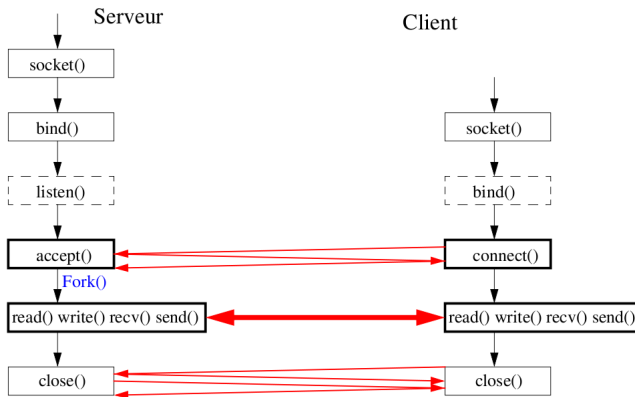 Serveur
Client
socket()
bind()
socket()
listen()
bind()
accept()
connect()
Fork()
read() write() recv() send()
read() write() recv() send()
close()
close()